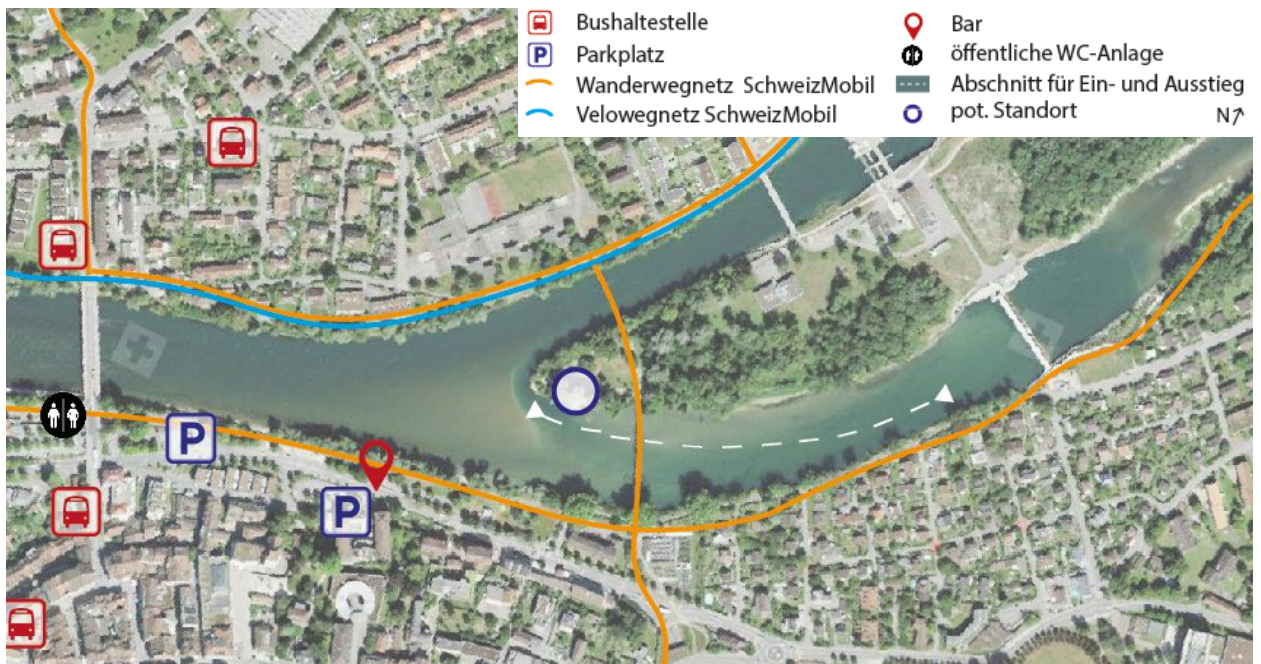 Bushaltestelle
Parkplatz
Wanderwegnetz SchweizMobil
Velowegnetz SchweizMobil
Bar
öffentliche WC-Anlage
Abschnitt für Ein- und Ausstieg
pot. Standort
N
P
P
P